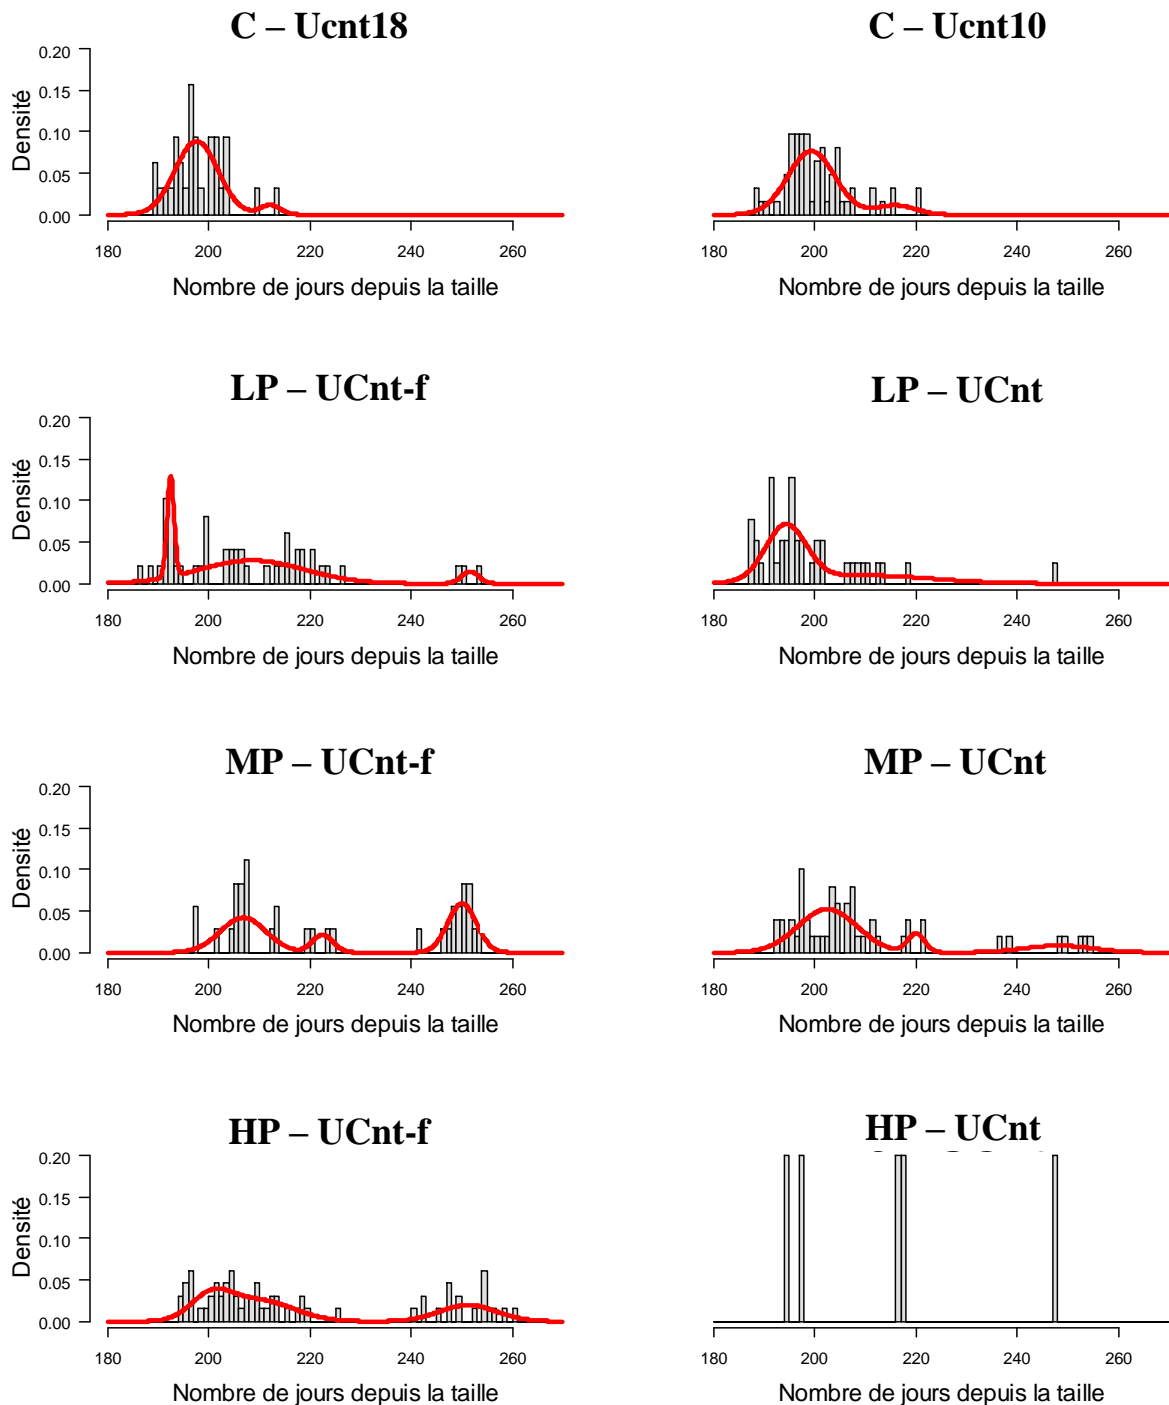 C – Ucnt18
C – Ucnt10
Densité
0.20
0.15
0.10
0.05
0.00
180 200 220 240 260
180 200 220 240 260
Nombre de jours depuis la taille
Nombre de jours depuis la taille
LP – UCnt-f
LP – UCnt
Densité
0.20
0.15
0.10
0.05
0.00
180 200 220 240 260
180 200 220 240 260
Nombre de jours depuis la taille
Nombre de jours depuis la taille
MP – UCnt-f
MP – UCnt
Densité
0.20
0.15
0.10
0.05
0.00
180 200 220 240 260
180 200 220 240 260
Nombre de jours depuis la taille
Nombre de jours depuis la taille
HP – UCnt-f
HP – UCnt
Densité
0.20
0.15
0.10
0.05
0.00
180 200 220 240 260
180 200 220 240 260
Nombre de jours depuis la taille
Nombre de jours depuis la taille